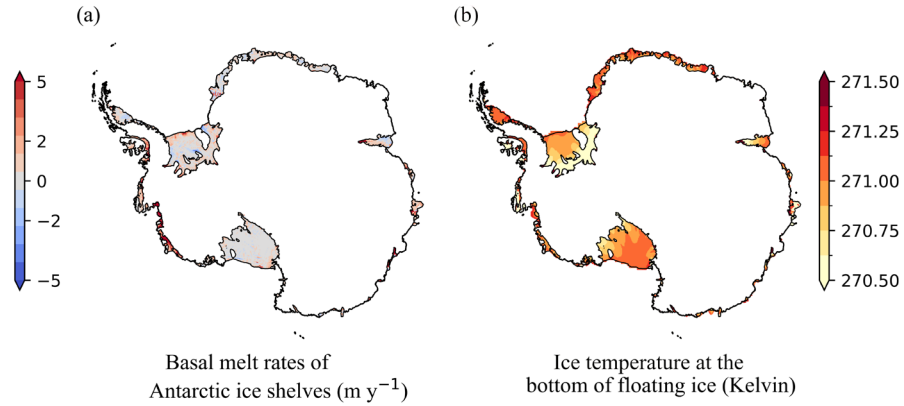 (a)
(b)
5
2
0
−2
−5
271.50
271.25
271.00
270.75
270.50
Basal melt rates of
Antarctic ice shelves (m y⁻¹)
Ice temperature at the
bottom of floating ice (Kelvin)